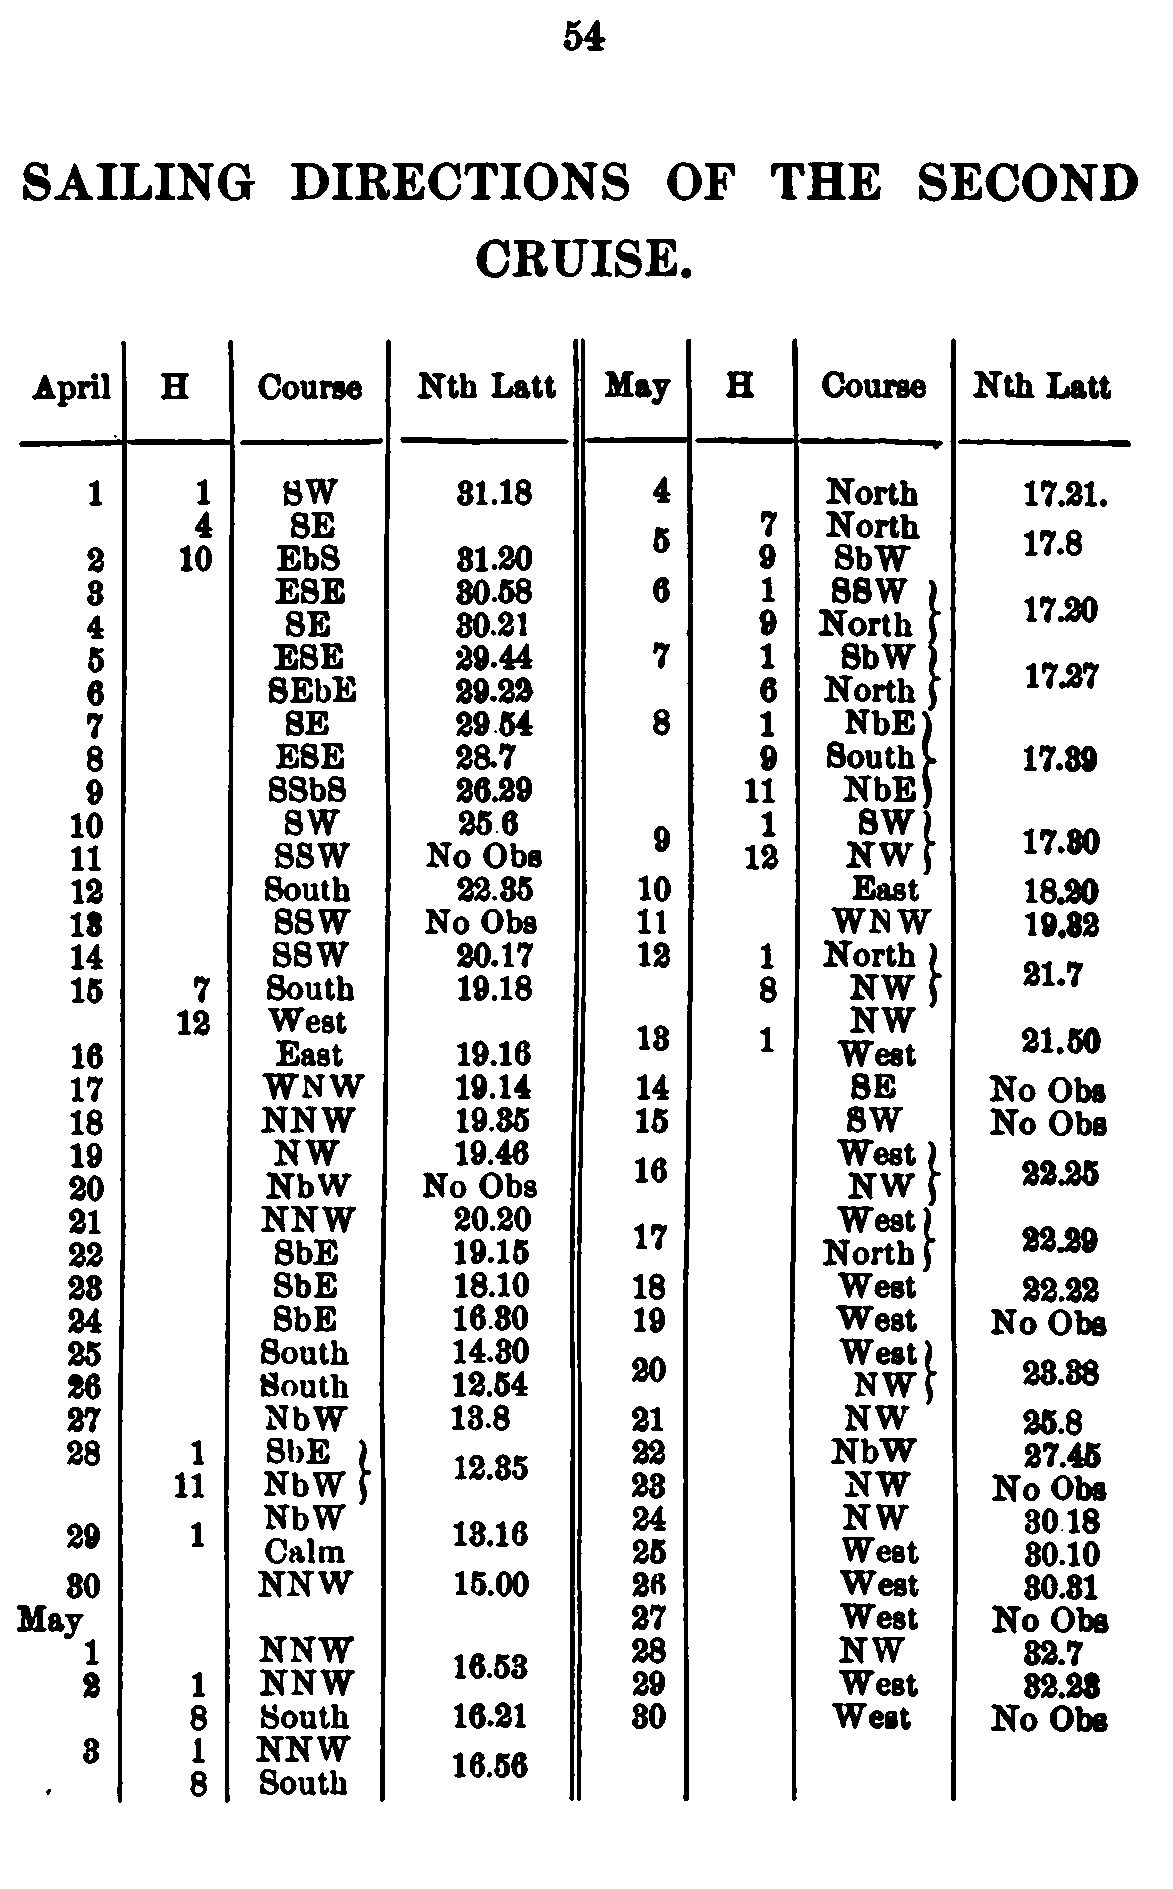 54
SAILING DIRECTIONS OF THE SECOND
CRUISE.
April H Course Nth Latt
1 1 SW 31.18
4 SE
2 10 EbS 31.20
3 ESE 30.58
4 SE 30.21
5 ESE 29.44
6 SEbE 29.22
7 SE 29.54
8 ESE 28.7
9 SSbS 26.29
10 SW 25.6
11 SSW No Obs
12 South 22.35
13 SSW No Obs
14 SSW 20.17
15 7 South 19.18
12 West
16 East 19.16
17 WNW 19.14
18 NNW 19.35
19 NW 19.46
20 NbW No Obs
21 NNW 20.20
22 SbE 19.15
23 SbE 18.10
24 SbE 16.30
25 South 14.30
26 South 12.54
27 NbW 13.8
28 1 SbE } 12.35
11 NbW
NbW
29 1 13.16
Calm
30 NNW 15.00
May
1 NNW
16.53
2 1 NNW
8 South 16.21
3 1 NNW
16.56
8 South
May H Course Nth Latt
4 North 17.21.
7 North
5 17.8
9 SbW
6 1 SSW } 17.20
9 North
7 1 SbW } 17.27
6 North
8 1 NbE
9 South } 17.39
11 NbE
1 SW
9 } 17.30
12 NW
10 East 18.20
11 WNW 19.32
12 1 North } 21.7
8 NW
NW
13 1 21.50
West
14 SE No Obs
15 SW No Obs
West
16 } 22.25
NW
West
17 } 22.29
North
18 West 22.22
19 West No Obs
West
20 } 23.38
NW
21 NW 25.8
22 NbW 27.45
23 NW No Obs
24 NW 30.18
25 West 30.10
26 West 30.31
27 West No Obs
28 NW 32.7
29 West 32.23
30 West No Obs